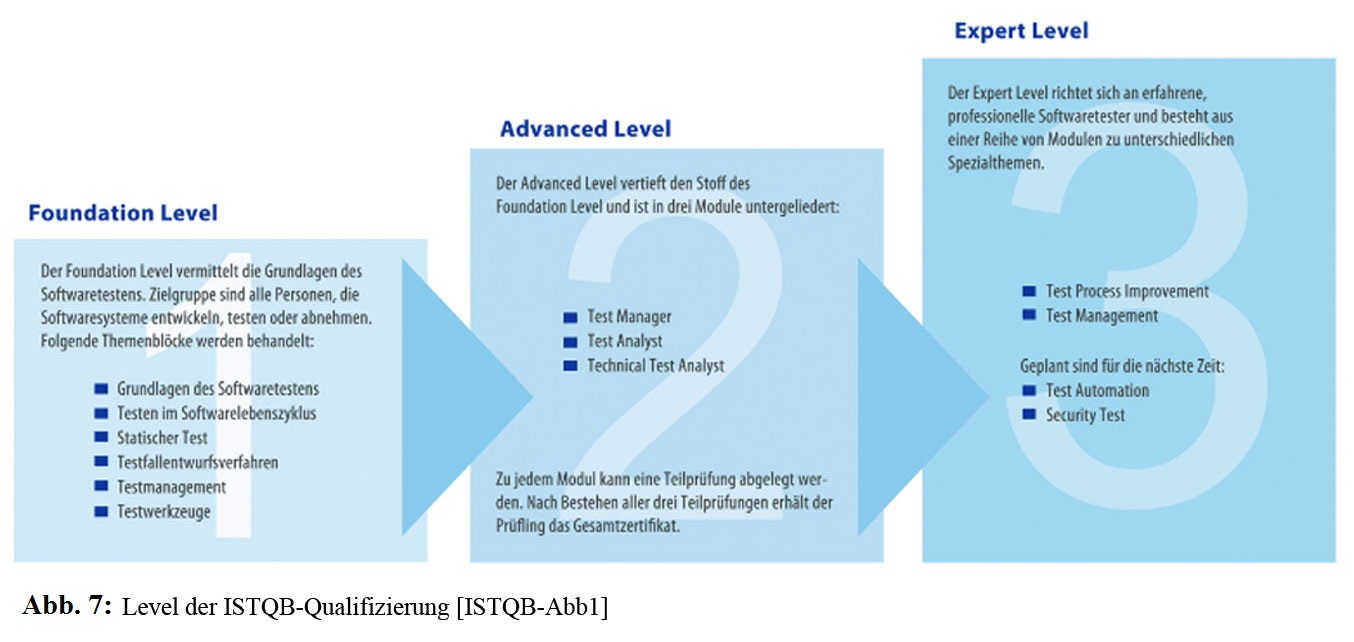 Foundation Level
1
Der Foundation Level vermittelt die Grundlagen des
Softwaretestens. Zielgruppe sind alle Personen, die
Softwaresysteme entwickeln, testen oder abnehmen.
Folgende Themenblöcke werden behandelt:
Grundlagen des Softwaretestens
Testen im Softwarelebenszyklus
Statischer Test
Testfallentwurfsverfahren
Testmanagement
Testwerkzeuge
Advanced Level
2
Der Advanced Level vertieft den Stoff des
Foundation Level und ist in drei Module untergeliedert:
Test Manager
Test Analyst
Technical Test Analyst
Zu jedem Modul kann eine Teilprüfung abgelegt wer-
den. Nach Bestehen aller drei Teilprüfungen erhält der
Prüfling das Gesamtzertifikat.
Expert Level
3
Der Expert Level richtet sich an erfahrene,
professionelle Softwaretester und besteht aus
einer Reihe von Modulen zu unterschiedlichen
Spezialthemen.
Test Process Improvement
Test Management
Geplant sind für die nächste Zeit:
Test Automation
Security Test
Abb. 7: Level der ISTQB-Qualifizierung [ISTQB-Abb1]